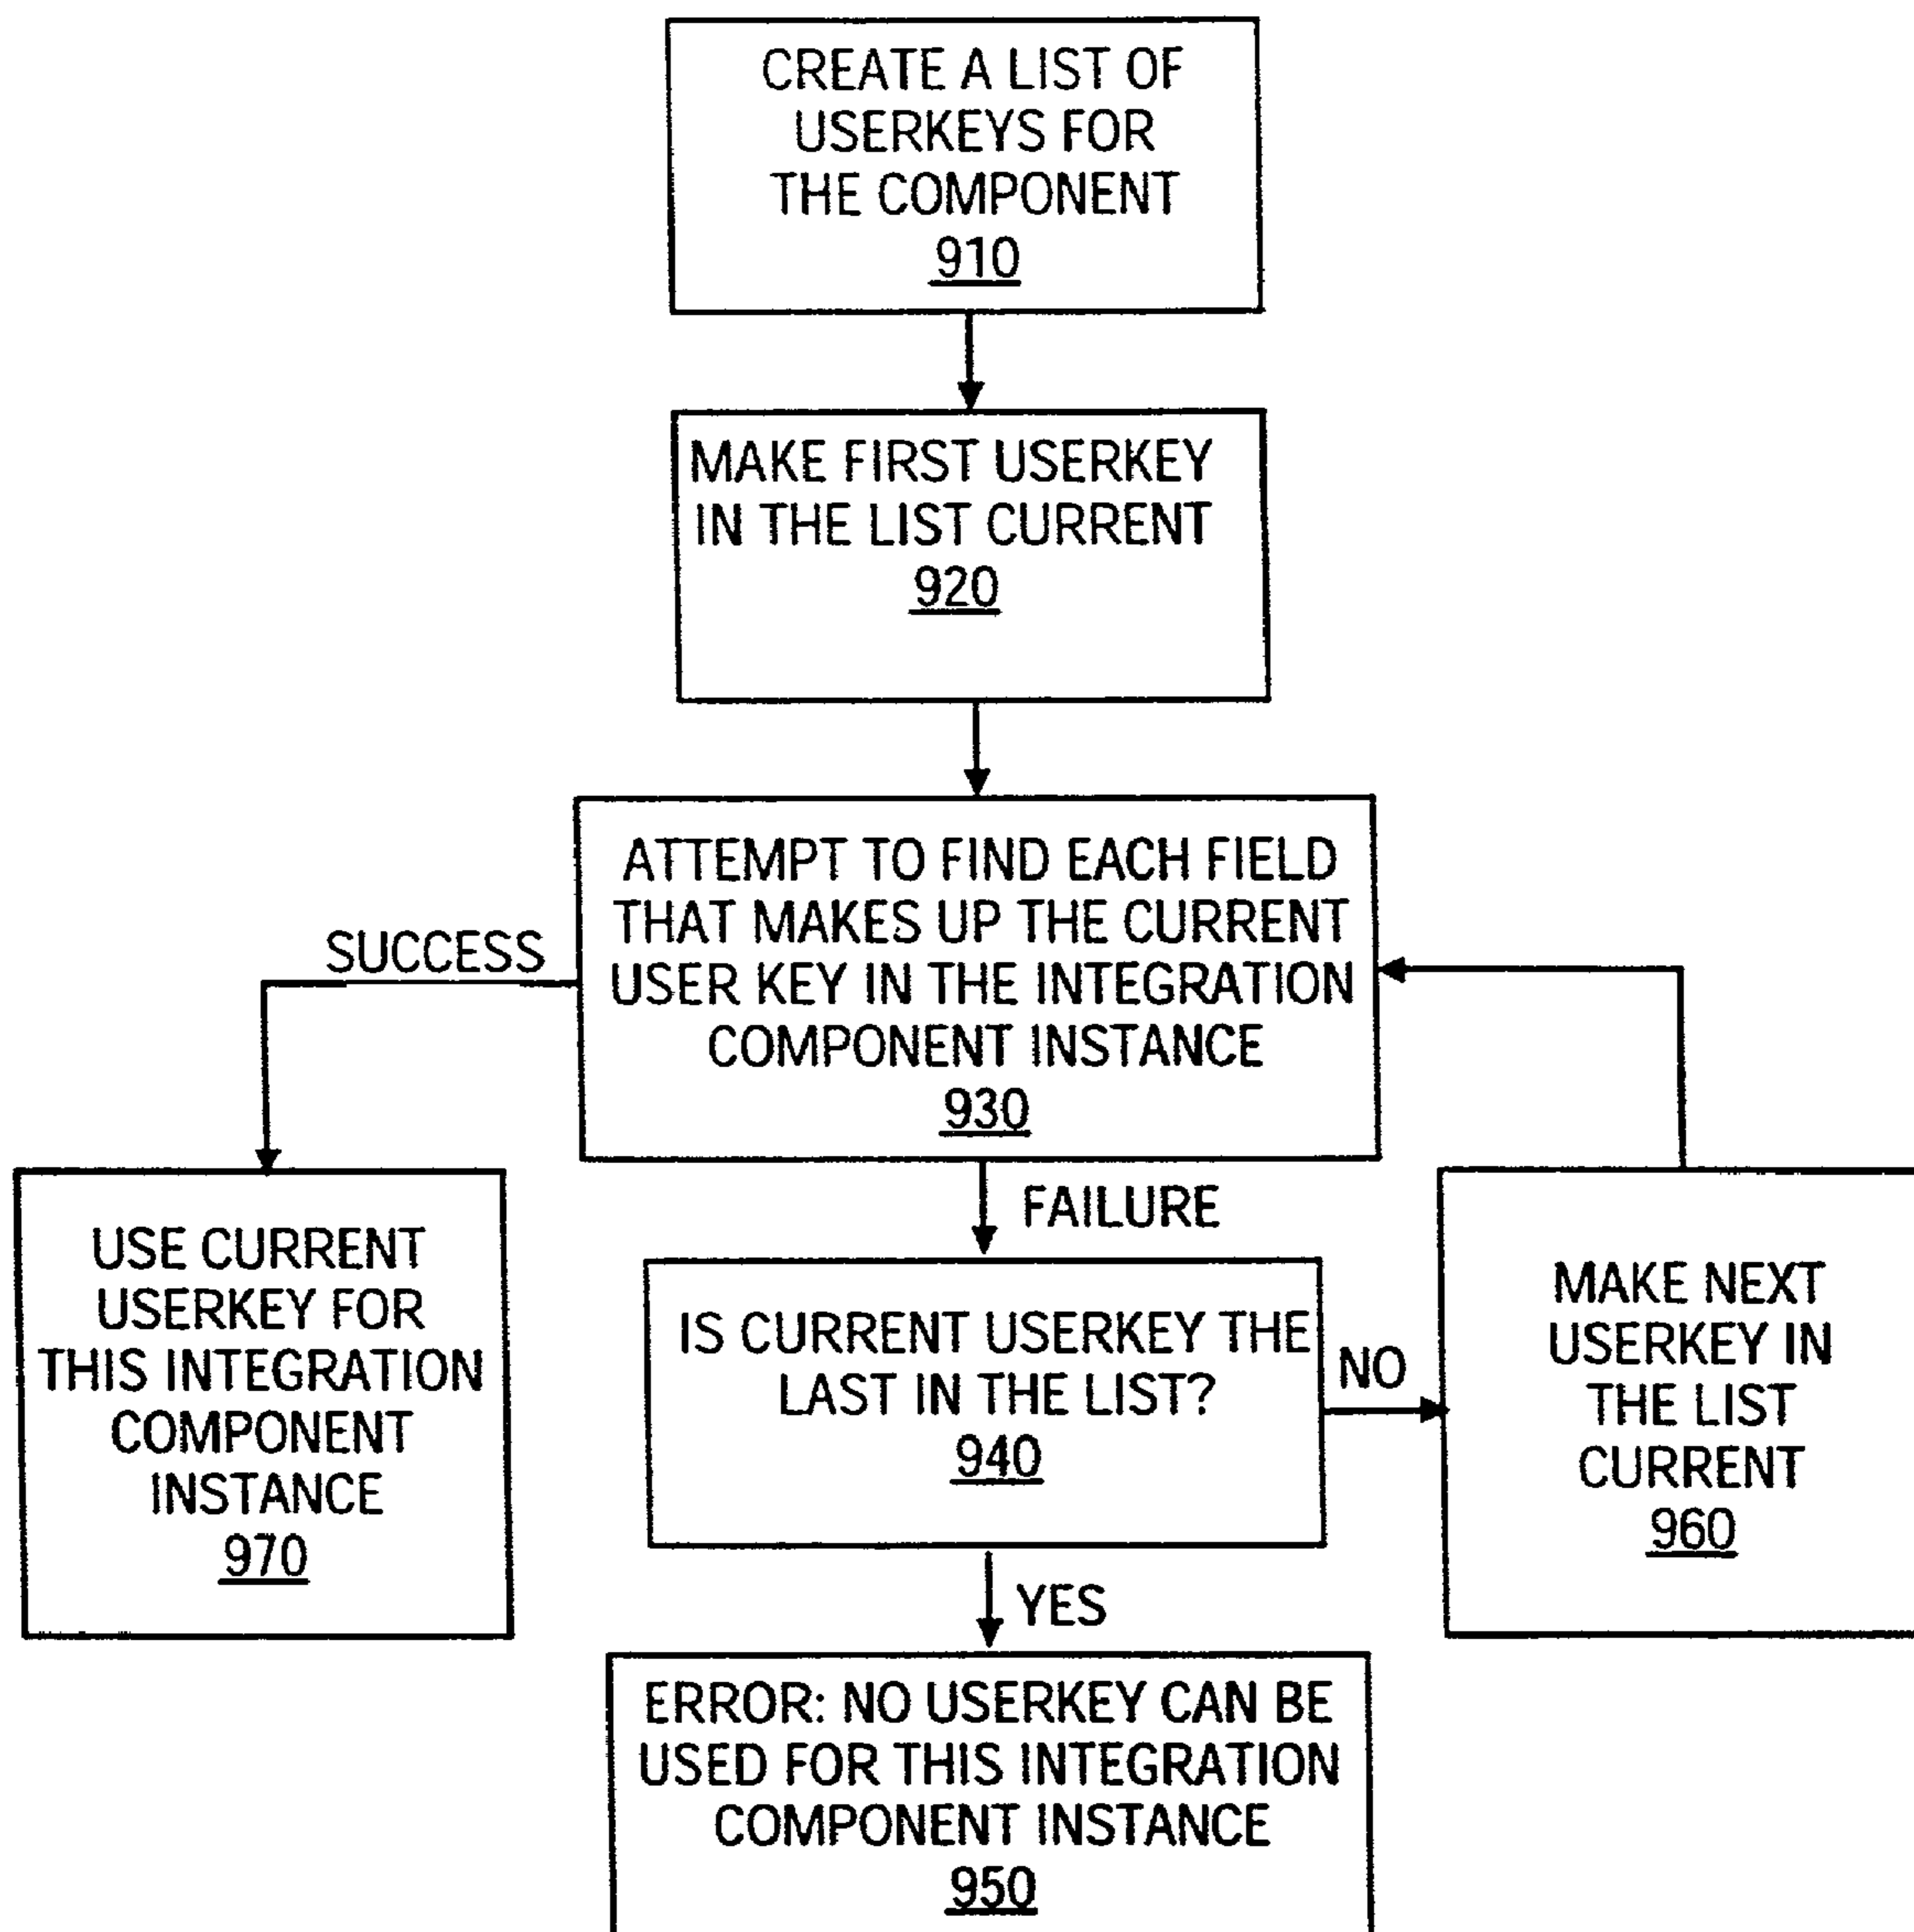 CREATE A LIST OF
USERKEYS FOR
THE COMPONENT
910
MAKE FIRST USERKEY
IN THE LIST CURRENT
920
ATTEMPT TO FIND EACH FIELD
THAT MAKES UP THE CURRENT
USER KEY IN THE INTEGRATION
COMPONENT INSTANCE
930
SUCCESS
FAILURE
USE CURRENT
USERKEY FOR
THIS INTEGRATION
COMPONENT
INSTANCE
970
IS CURRENT USERKEY THE
LAST IN THE LIST?
940
NO
MAKE NEXT
USERKEY IN
THE LIST
CURRENT
960
YES
ERROR: NO USERKEY CAN BE
USED FOR THIS INTEGRATION
COMPONENT INSTANCE
950